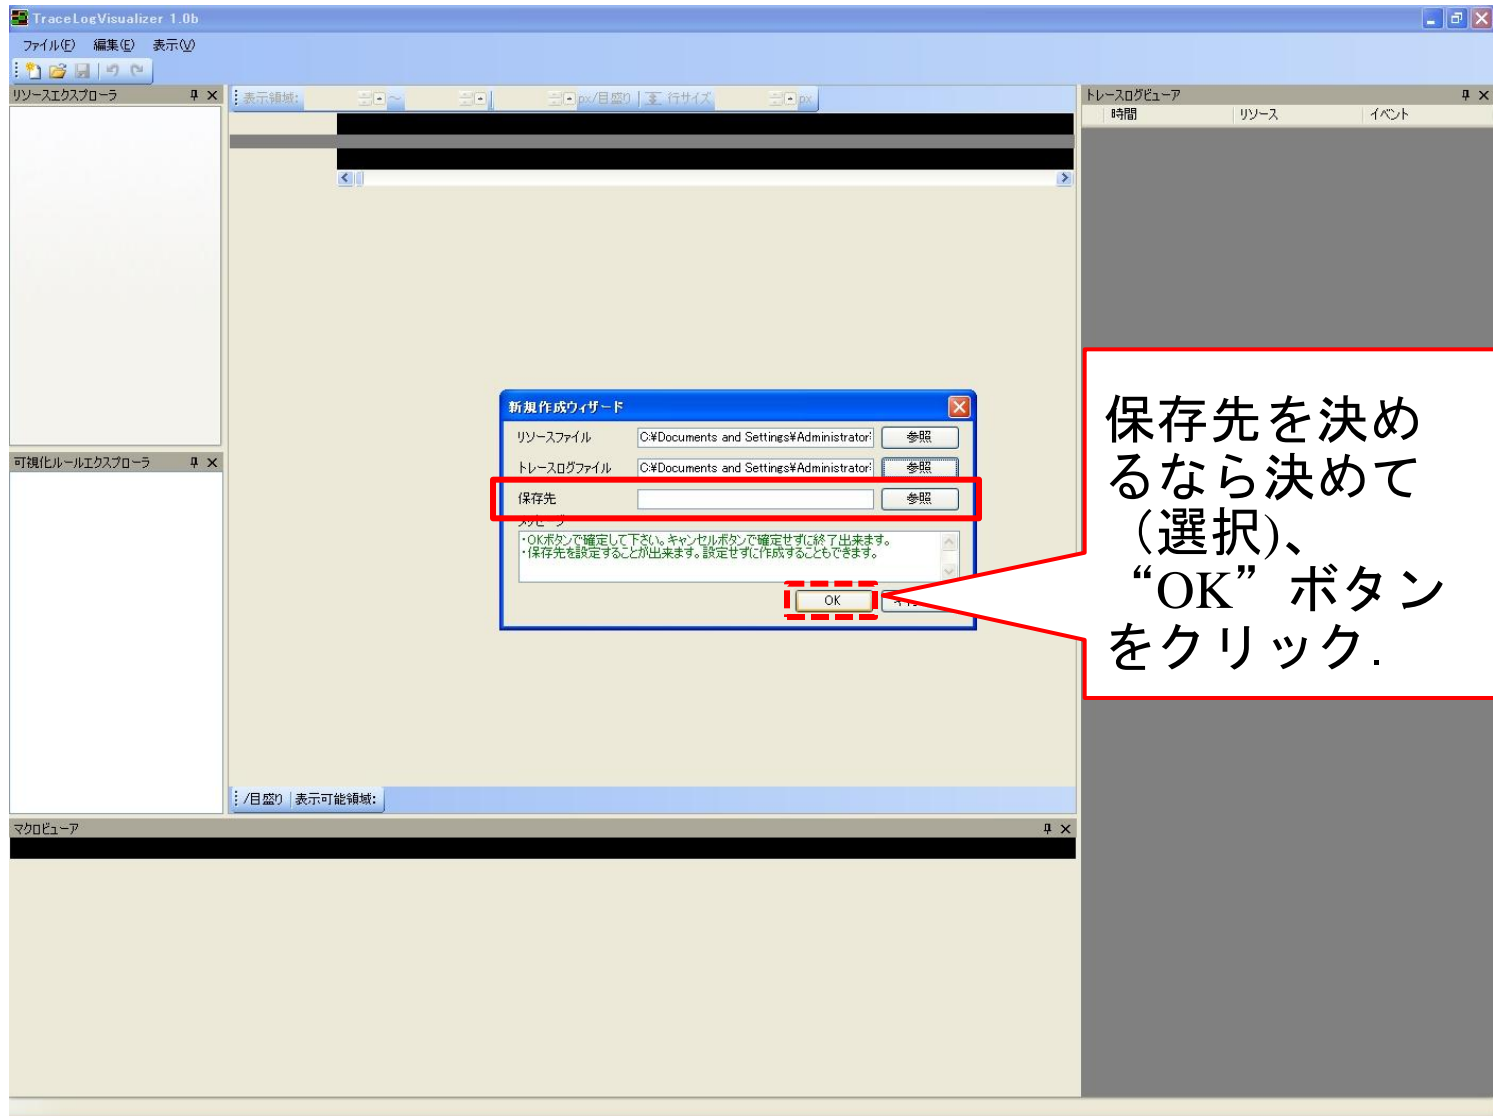 TraceLogVisualizer 1.0b
ファイル(F) 編集(E) 表示(V)
リソースエクスプローラ
表示領域: ～ px/目盛り 行サイズ px
トレースログビューア
時間 リソース イベント
新規作成ウィザード
リソースファイル C:¥Documents and Settings¥Administrator¥ 参照
トレースログファイル C:¥Documents and Settings¥Administrator¥ 参照
保存先 参照
メッセージ
・OKボタンで確定して下さい。キャンセルボタンで確定せずに終了出来ます。
・保存先を設定することが出来ます。設定せずに作成することもできます。
OK
保存先を決め
るなら決めて
（選択)、
“OK”ボタン
をクリック.
可視化ルールエクスプローラ
/目盛り 表示可能領域:
マクロビューア